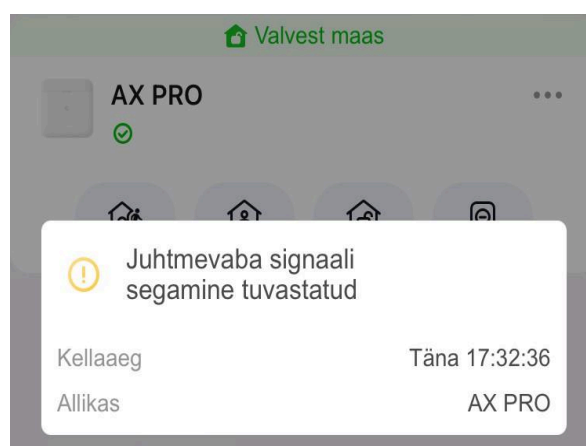 Valvest maas
AX PRO
Juhtmevaba signaali
segamine tuvastatud
Kellaaeg Täna 17:32:36
Allikas AX PRO